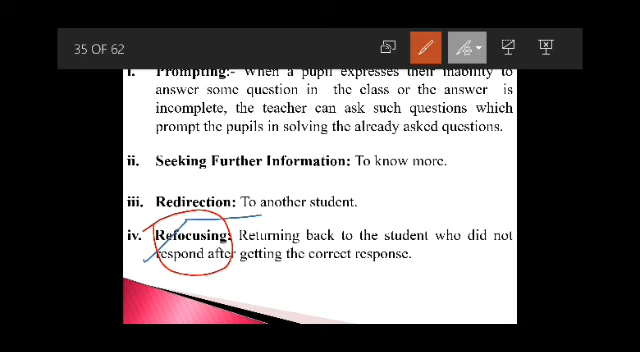 35 OF 62
i. Prompting:- When a pupil expresses their inability to
answer some question in the class or the answer is
incomplete, the teacher can ask such questions which
prompt the pupils in solving the already asked questions.
ii. Seeking Further Information: To know more.
iii. Redirection: To another student.
iv. Refocusing: Returning back to the student who did not
respond after getting the correct response.